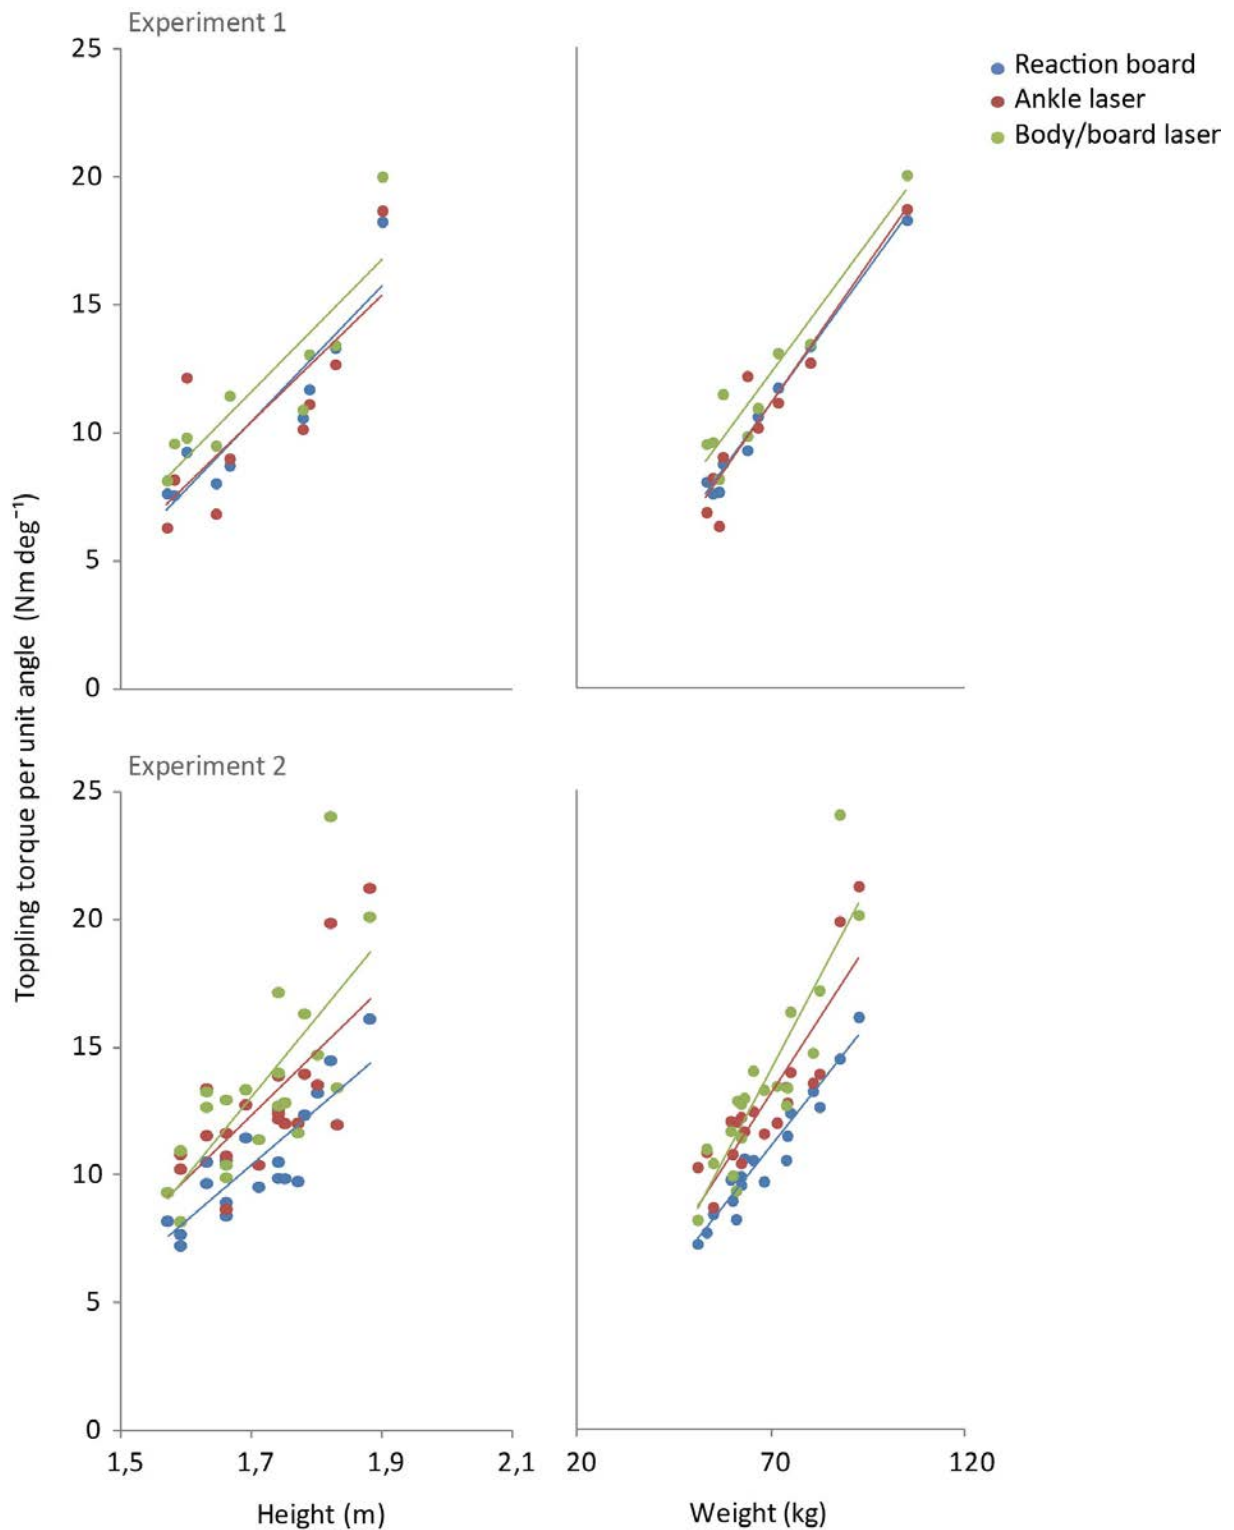 Experiment 1
25
20
15
10
5
0
Reaction board
Ankle laser
Body/board laser
Toppling torque per unit angle (Nm deg⁻¹)
Experiment 2
25
20
15
10
5
0
1,5 1,7 1,9 2,1 20 70 120
Height (m) Weight (kg)